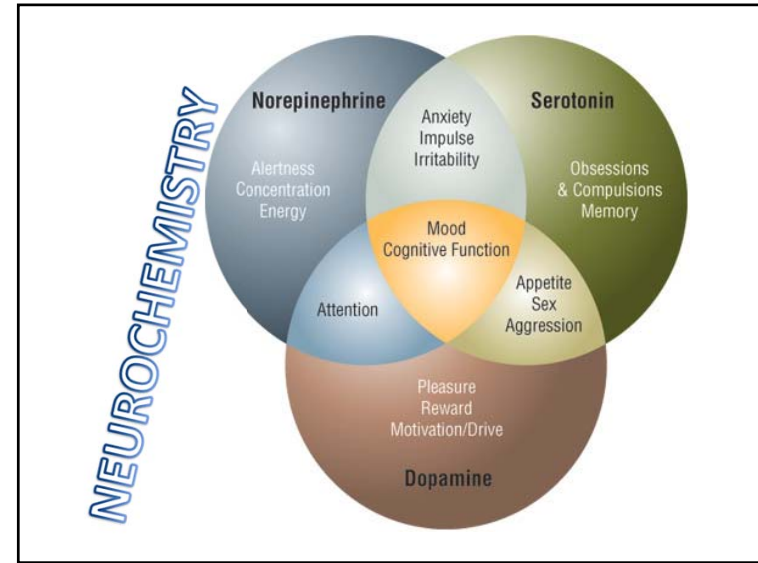 NEUROCHEMISTRY
Norepinephrine
Serotonin
Anxiety
Impulse
Irritability
Alertness
Concentration
Energy
Obsessions
& Compulsions
Memory
Mood
Cognitive Function
Attention
Appetite
Sex
Aggression
Pleasure
Reward
Motivation/Drive
Dopamine